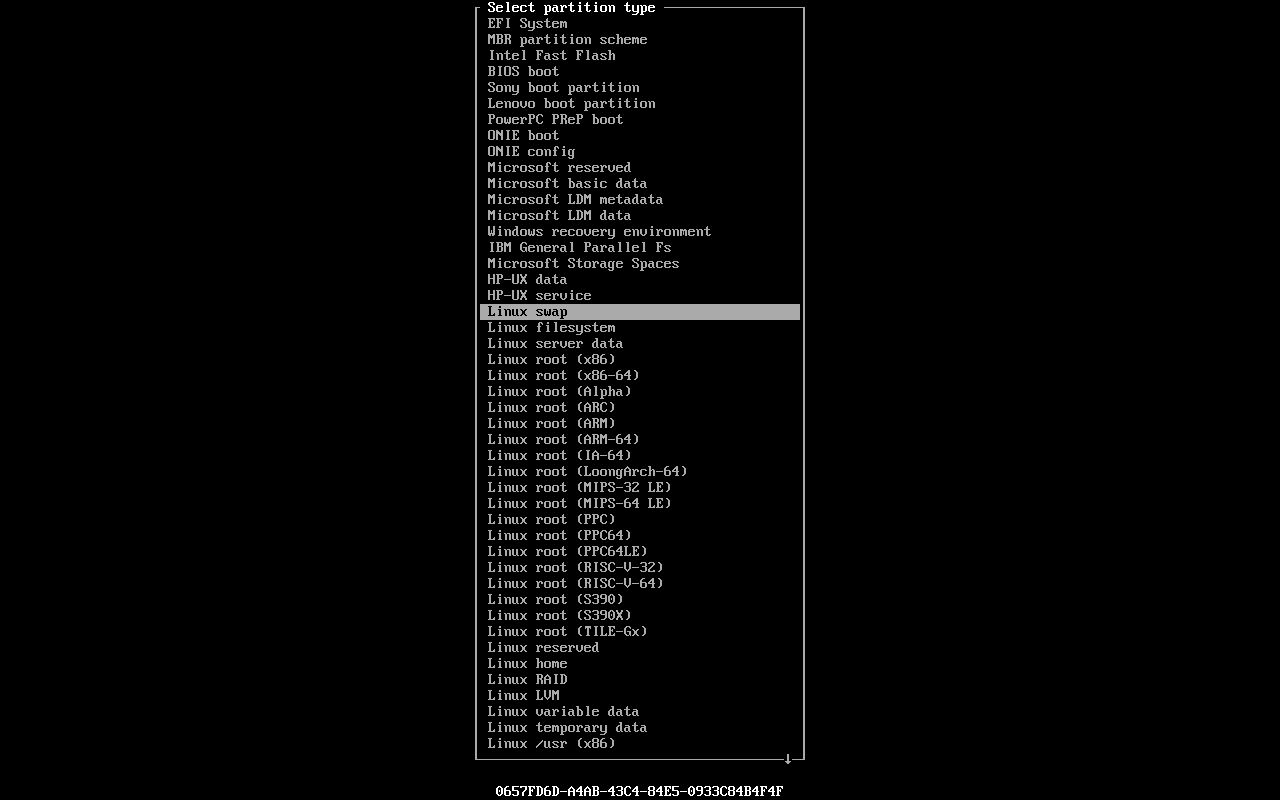 Select partition type
EFI System
MBR partition scheme
Intel Fast Flash
BIOS boot
Sony boot partition
Lenovo boot partition
PowerPC PReP boot
ONIE boot
ONIE config
Microsoft reserved
Microsoft basic data
Microsoft LDM metadata
Microsoft LDM data
Windows recovery environment
IBM General Parallel Fs
Microsoft Storage Spaces
HP-UX data
HP-UX service
Linux swap
Linux filesystem
Linux server data
Linux root (x86)
Linux root (x86-64)
Linux root (Alpha)
Linux root (ARC)
Linux root (ARM)
Linux root (ARM-64)
Linux root (IA-64)
Linux root (LoongArch-64)
Linux root (MIPS-32 LE)
Linux root (MIPS-64 LE)
Linux root (PPC)
Linux root (PPC64)
Linux root (PPC64LE)
Linux root (RISC-V-32)
Linux root (RISC-V-64)
Linux root (S390)
Linux root (S390X)
Linux root (TILE-Gx)
Linux reserved
Linux home
Linux RAID
Linux LVM
Linux variable data
Linux temporary data
Linux /usr (x86)
↓
0657FD6D-A4AB-43C4-84E5-0933C84B4F4F